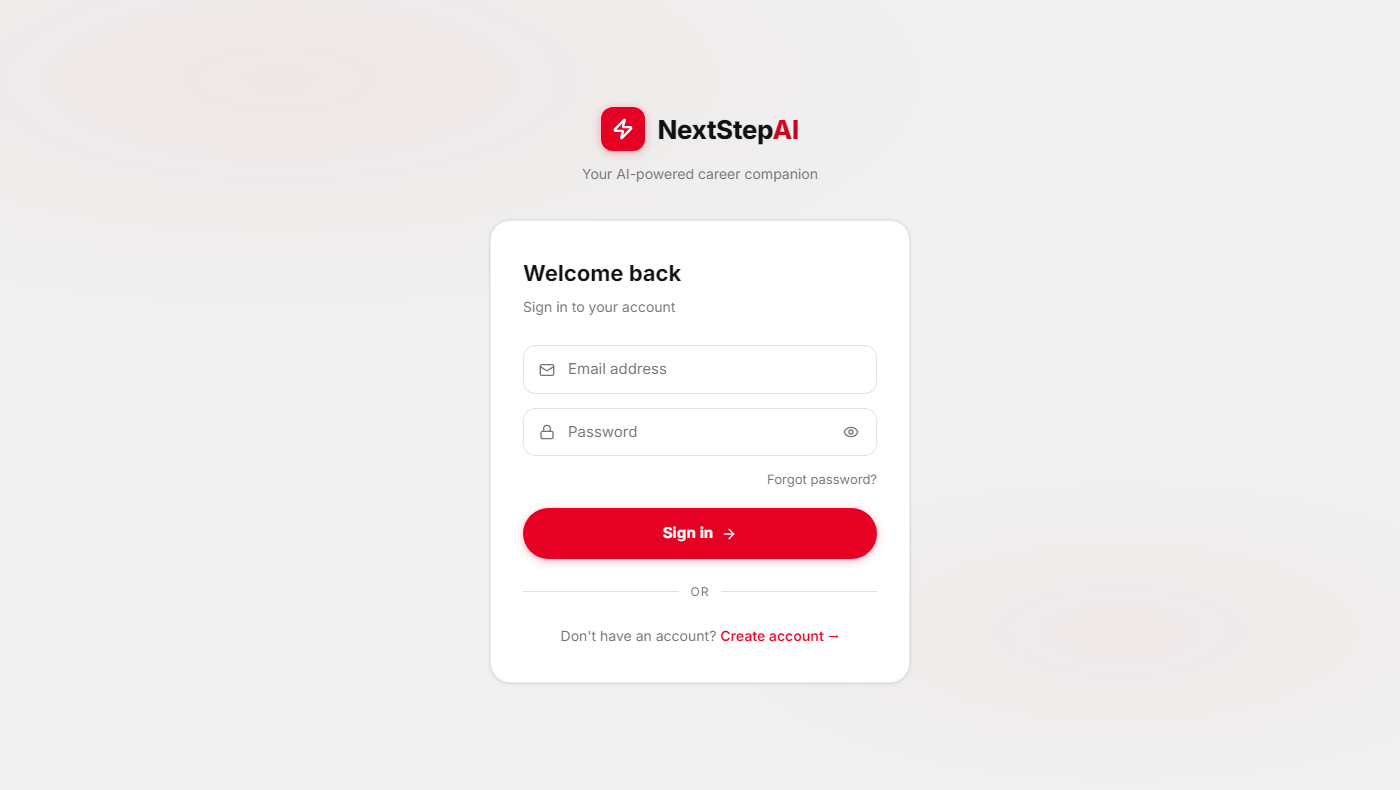 NextStepAI
Your AI-powered career companion
Welcome back
Sign in to your account
Email address
Password
Forgot password?
Sign in →
OR
Don't have an account? Create account →